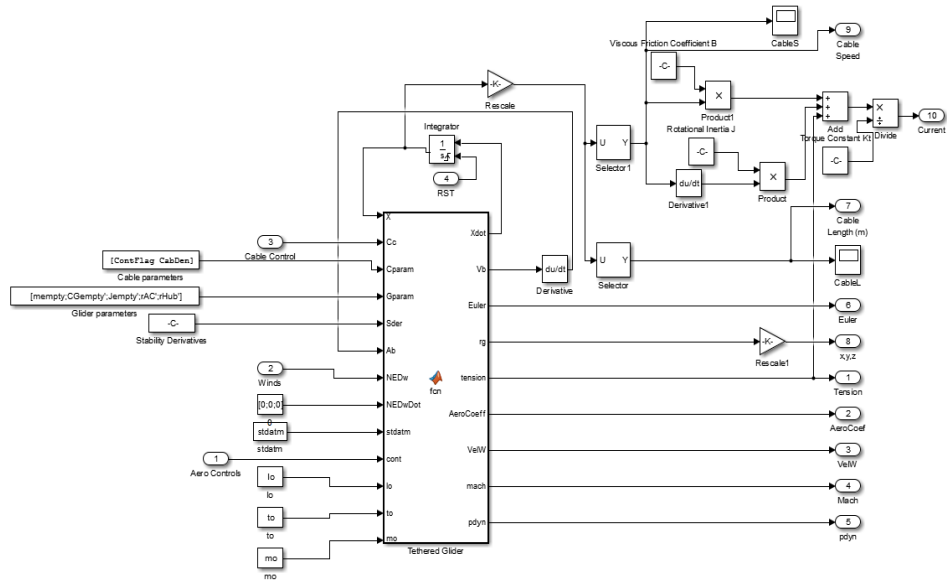 CableS
9
Cable
Speed
Viscous Friction Coefficient B
-C-
×
Product1
Rotational Inertia J
-C-
×
Product
+
+
+
Add
Torque Constant Kt
-C-
×
÷
Divide
10
Current
-K-
Rescale
Integrator
1
s
4
RST
U Y
Selector1
du/dt
Derivative1
7
Cable
Length (m)
U Y
Selector
CableL
du/dt
Derivative
3
Cable Control
[ContFlag CabDen]
Cable parameters
[mempty;CGempty';Jempty';rAC';rHub']
Glider parameters
-C-
Stability Derivatives
2
Winds
[0;0;0]
0
stdatm
stdatm
1
Aero Controls
lo
lo
to
to
mo
mo
X
Cc
Cparam
Gparam
Sder
Ab
NEDw
NEDwDot
stdatm
cont
lo
to
mo
fcn
Xdot
Vb
Euler
rg
tension
AeroCoeff
VelW
mach
pdyn
Tethered Glider
6
Euler
-K-
Rescale1
8
x,y,z
1
Tension
2
AeroCoef
3
VelW
4
Mach
5
pdyn